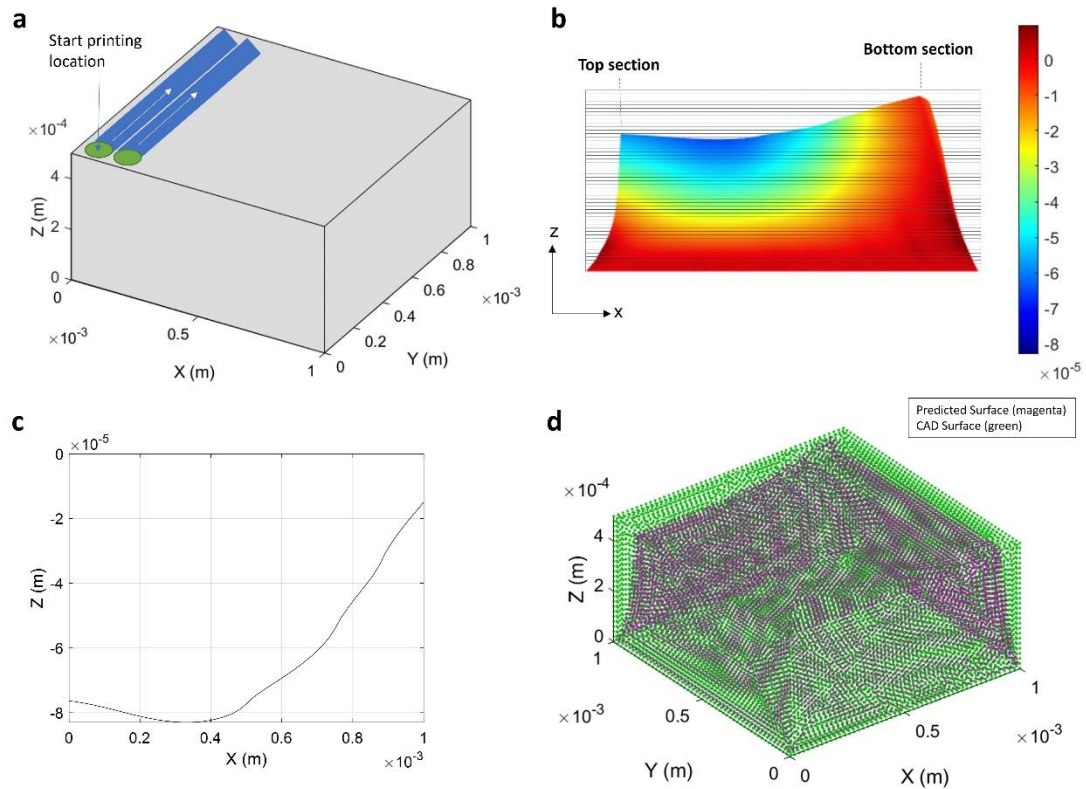 a
Start printing
location
×10⁻⁴
4
2
0
Z (m)
0
0.5
1
×10⁻³
X (m)
0
0.2
0.4
0.6
0.8
1
×10⁻³
Y (m)
b
Top section
Bottom section
Z
X
0
-1
-2
-3
-4
-5
-6
-7
-8
×10⁻⁵
c
×10⁻⁵
0
-2
-4
-6
-8
Z (m)
0
0.2
0.4
0.6
0.8
1
X (m)
×10⁻³
d
Predicted Surface (magenta)
CAD Surface (green)
×10⁻⁴
4
2
0
Z (m)
1
0.5
0
×10⁻³
Y (m)
0
0.5
1
×10⁻³
X (m)